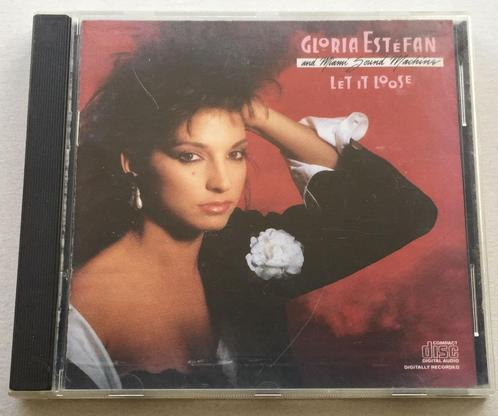 GLORIA ESTEFAN
and Miami Sound Machine
LET IT LOOSE
COMPACT
disc
DIGITAL AUDIO
DIGITALLY RECORDED